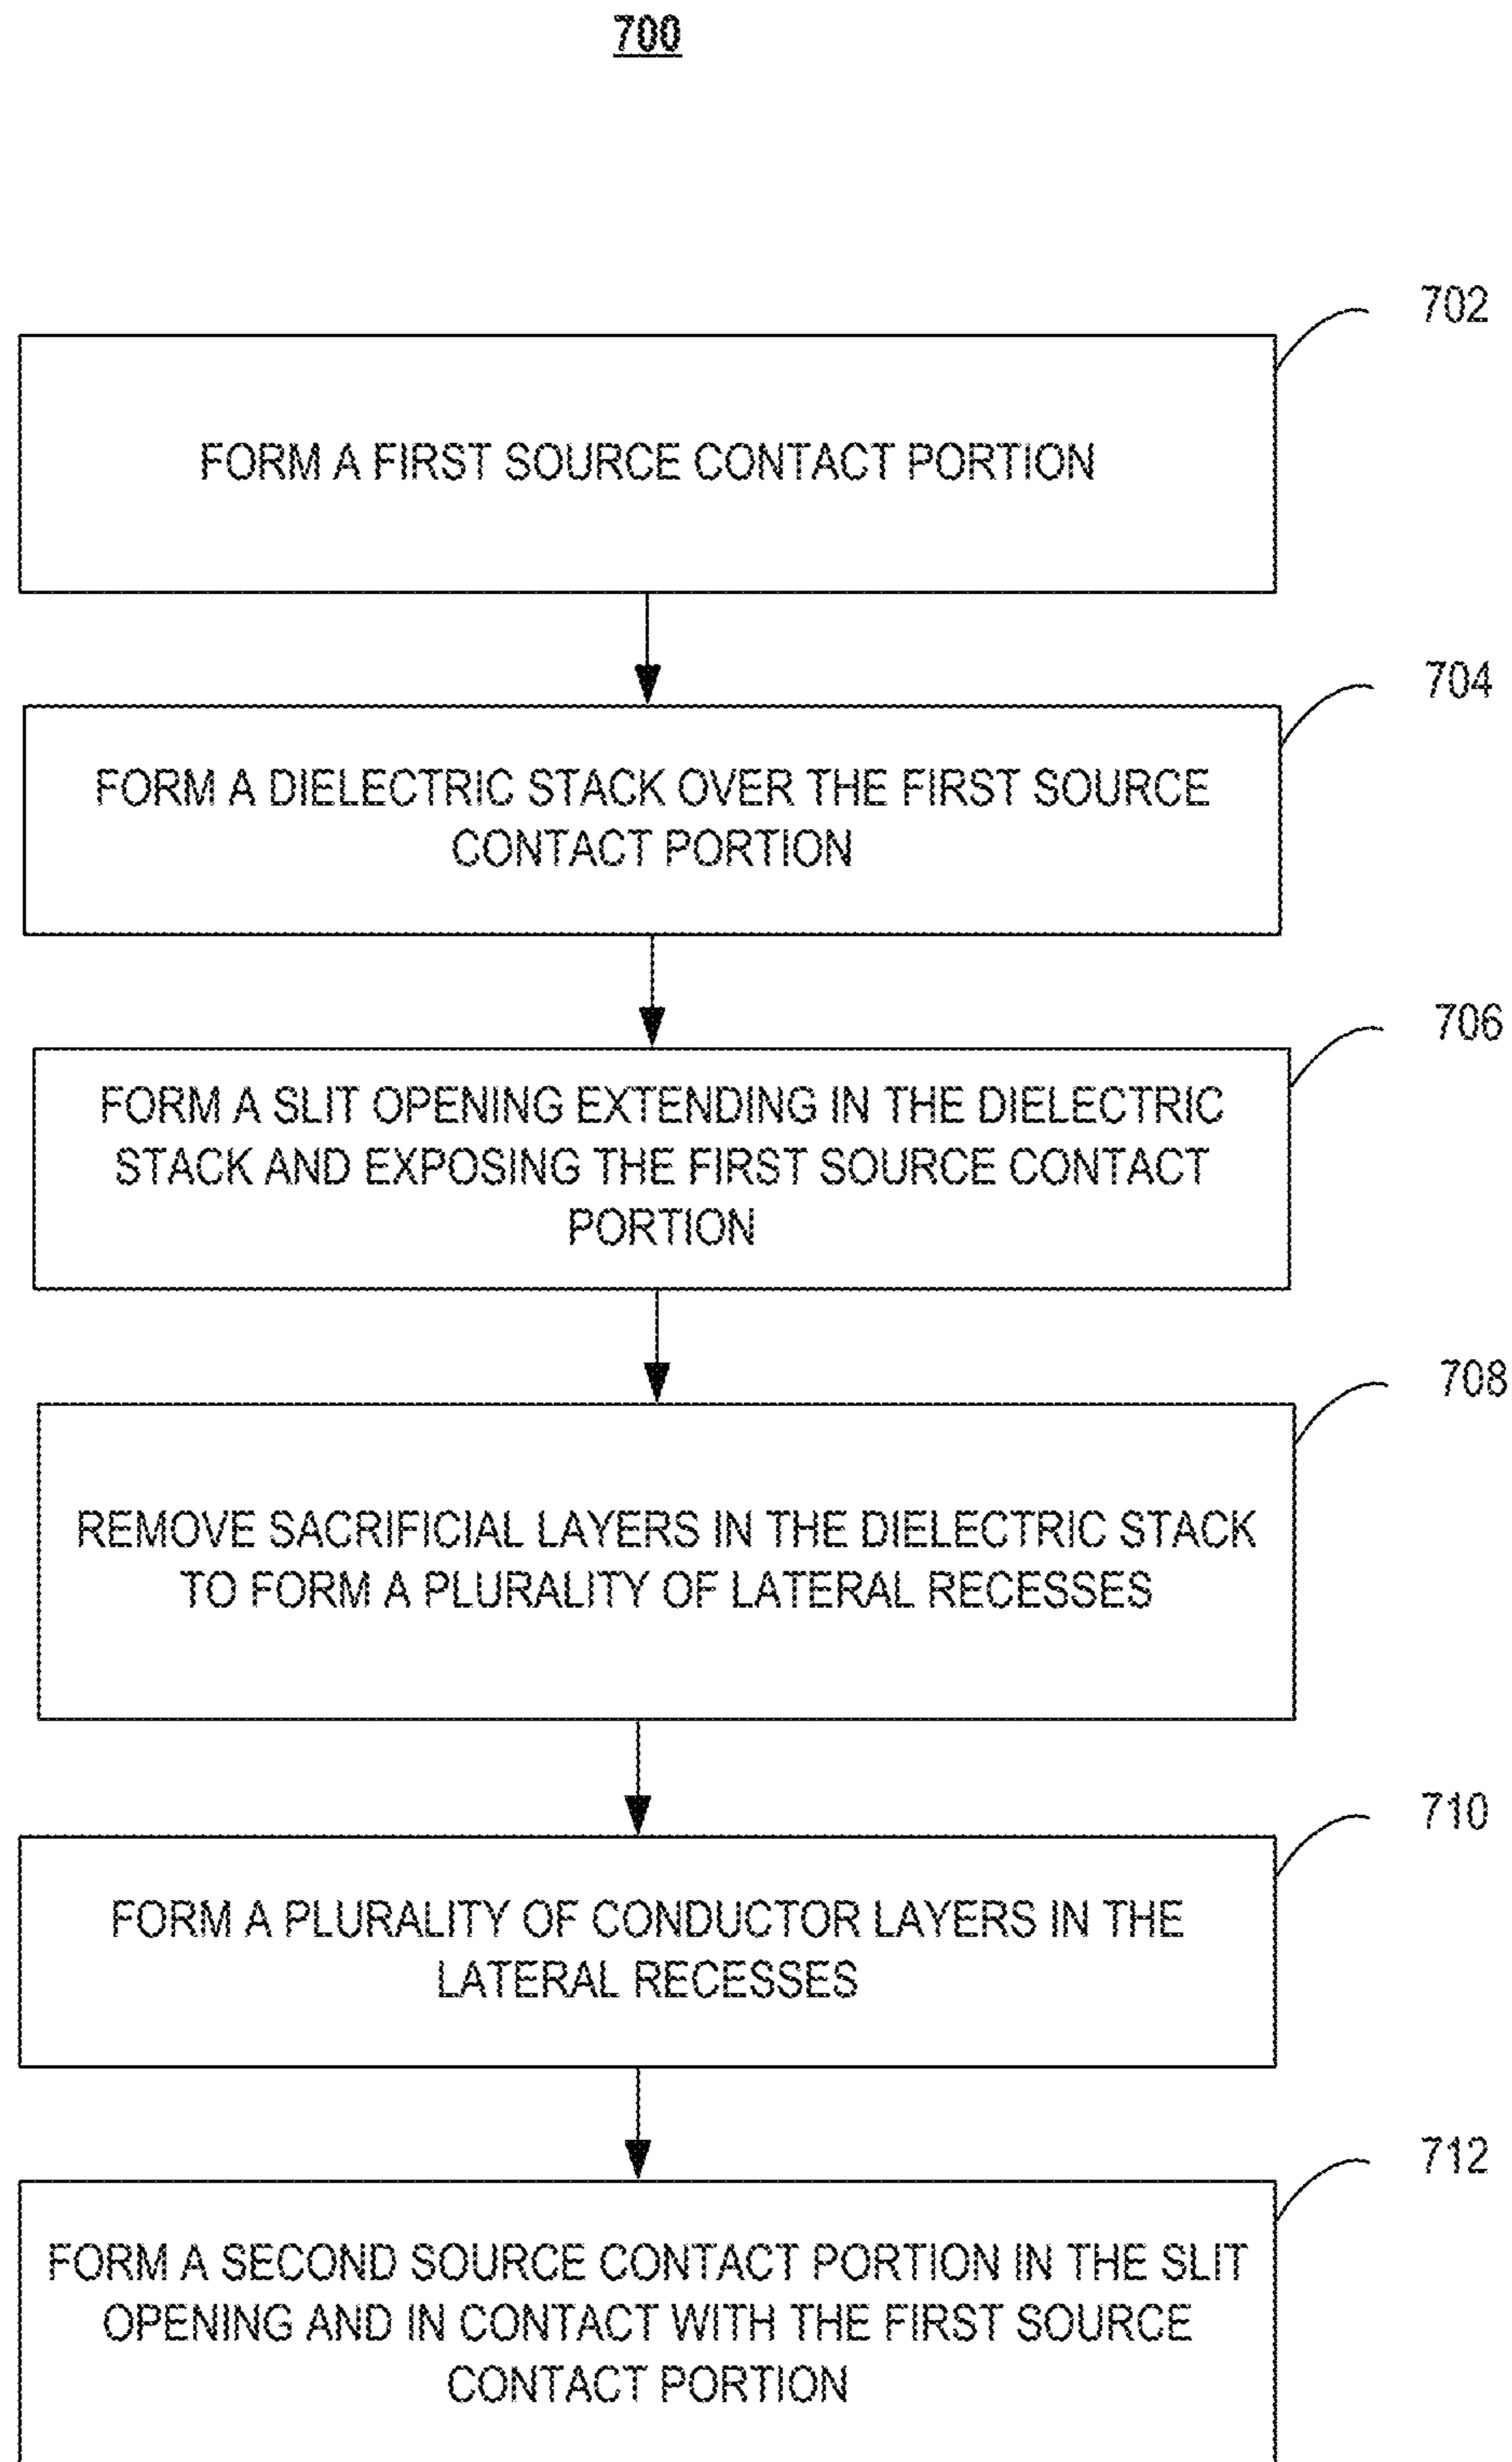 700
702
FORM A FIRST SOURCE CONTACT PORTION
704
FORM A DIELECTRIC STACK OVER THE FIRST SOURCE
CONTACT PORTION
706
FORM A SLIT OPENING EXTENDING IN THE DIELECTRIC
STACK AND EXPOSING THE FIRST SOURCE CONTACT
PORTION
708
REMOVE SACRIFICIAL LAYERS IN THE DIELECTRIC STACK
TO FORM A PLURALITY OF LATERAL RECESSES
710
FORM A PLURALITY OF CONDUCTOR LAYERS IN THE
LATERAL RECESSES
712
FORM A SECOND SOURCE CONTACT PORTION IN THE SLIT
OPENING AND IN CONTACT WITH THE FIRST SOURCE
CONTACT PORTION